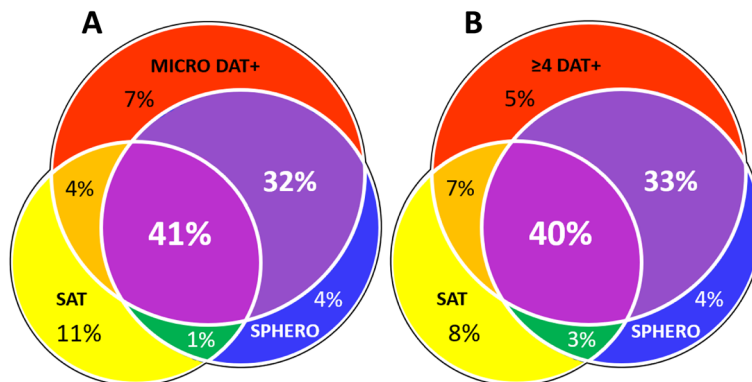 A
MICRO DAT+
7%
4%
32%
41%
SAT
11%
1%
4%
SPHERO
B
≥4 DAT+
5%
7%
33%
40%
SAT
8%
3%
4%
SPHERO